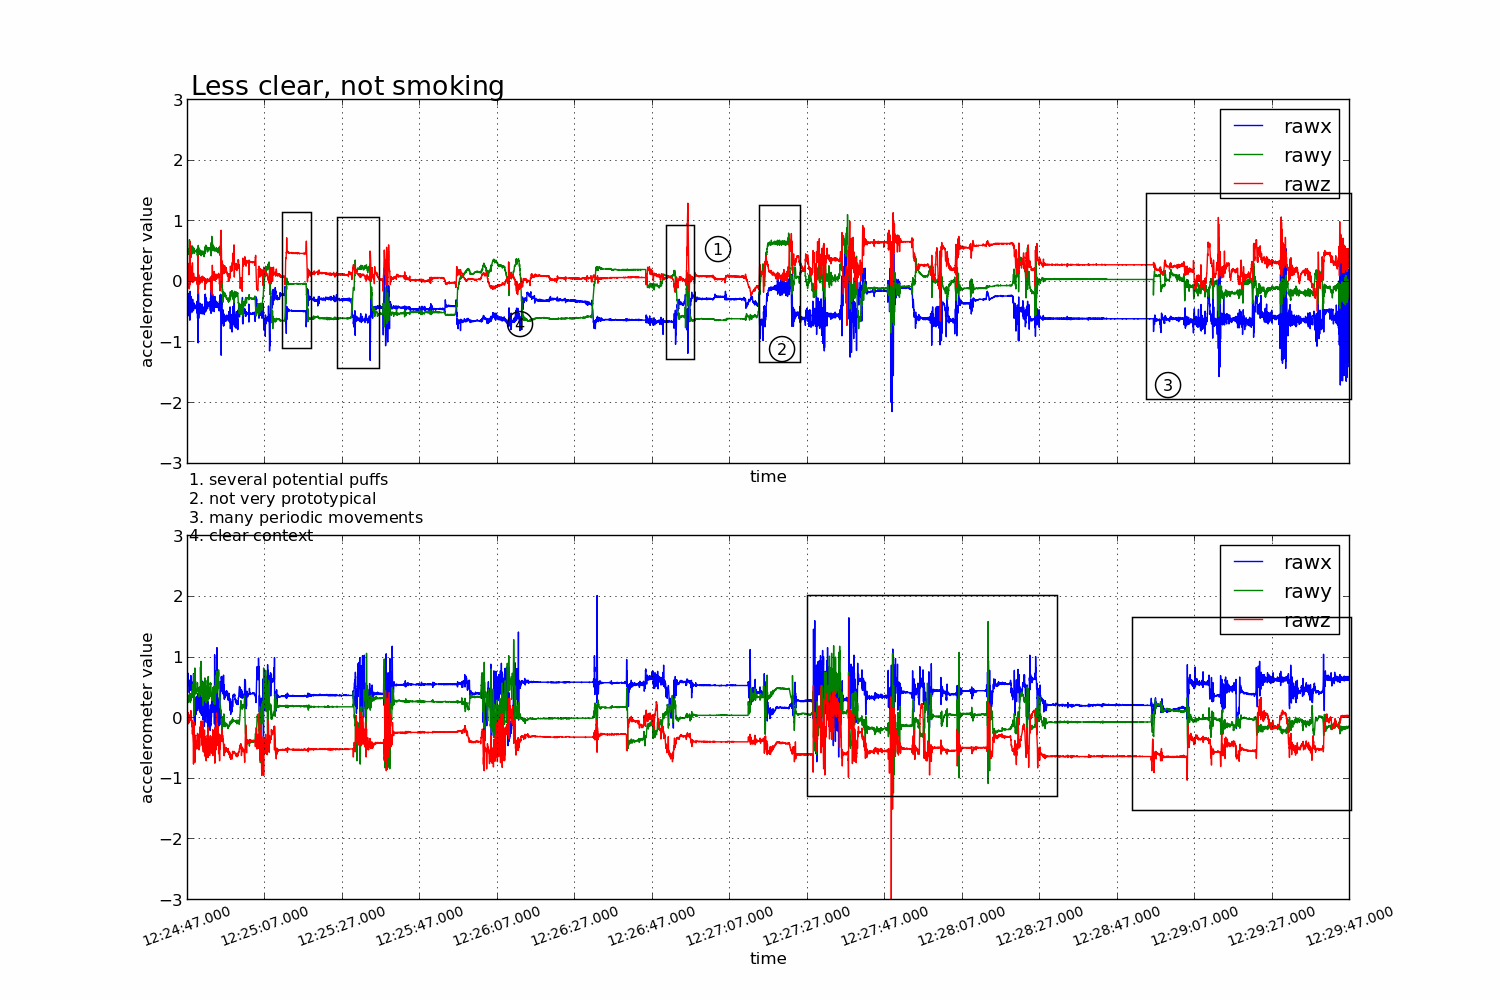 Less clear, not smoking
3
2
1
0
−1
−2
−3
accelerometer value
rawx
rawy
rawz
1
2
3
4
time
1. several potential puffs
2. not very prototypical
3. many periodic movements
4. clear context
3
2
1
0
−1
−2
−3
accelerometer value
rawx
rawy
rawz
12:24:47.000
12:25:07.000
12:25:27.000
12:25:47.000
12:26:07.000
12:26:27.000
12:26:47.000
12:27:07.000
12:27:27.000
12:27:47.000
12:28:07.000
12:28:27.000
12:28:47.000
12:29:07.000
12:29:27.000
12:29:47.000
time